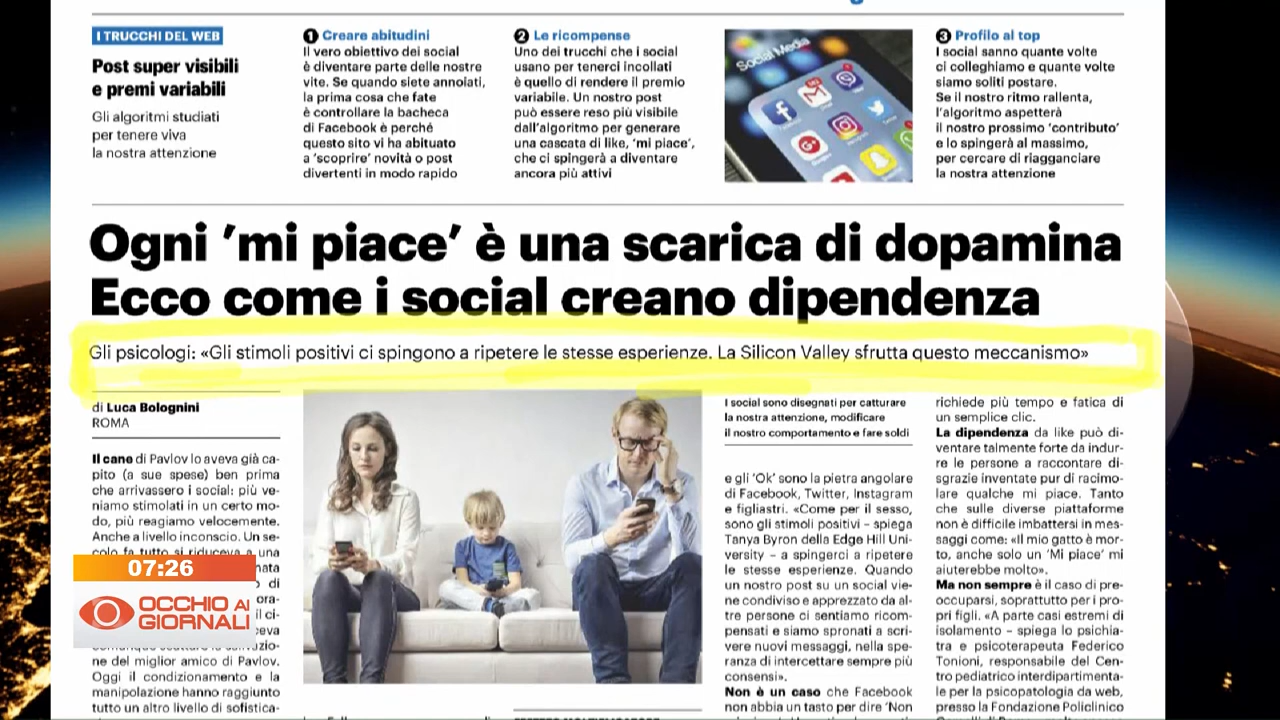 I TRUCCHI DEL WEB
Post super visibili
e premi variabili
Gli algoritmi studiati
per tenere viva
la nostra attenzione
1 Creare abitudini
Il vero obiettivo dei social
è diventare parte delle nostre
vite. Se quando siete annoiati,
la prima cosa che fate
è controllare la bacheca
di Facebook è perché
questo sito vi ha abituato
a 'scoprire' novità o post
divertenti in modo rapido
2 Le ricompense
Uno dei trucchi che i social
usano per tenerci incollati
è quello di rendere il premio
variabile. Un nostro post
può essere reso più visibile
dall'algoritmo per generare
una cascata di like, 'mi piace',
che ci spingerà a diventare
ancora più attivi
Social Media
3 Profilo al top
I social sanno quante volte
ci colleghiamo e quante volte
siamo soliti postare.
Se il nostro ritmo rallenta,
l'algoritmo aspetterà
il nostro prossimo 'contributo'
e lo spingerà al massimo,
per cercare di riagganciare
la nostra attenzione
Ogni 'mi piace' è una scarica di dopamina
Ecco come i social creano dipendenza
Gli psicologi: «Gli stimoli positivi ci spingono a ripetere le stesse esperienze. La Silicon Valley sfrutta questo meccanismo»
di Luca Bolognini
ROMA
Il cane di Pavlov lo aveva già ca-
pito (a sue spese) ben prima
che arrivassero i social: più ve-
niamo stimolati in un certo mo-
do, più reagiamo velocemente.
Anche a livello inconscio. Un se-
colo fa tutto si riduceva a una
ne del miglior amico di Pavlov.
Oggi il condizionamento e la
manipolazione hanno raggiunto
tutto un altro livello di sofistica-
07:26
OCCHIO AI
GIORNALI
I social sono disegnati per catturare
la nostra attenzione, modificare
il nostro comportamento e fare soldi
e gli 'Ok' sono la pietra angolare
di Facebook, Twitter, Instagram
e figliastri. «Come per il sesso,
sono gli stimoli positivi – spiega
Tanya Byron della Edge Hill Uni-
versity – a spingerci a ripetere
le stesse esperienze. Quando
un nostro post su un social vie-
ne condiviso e apprezzato da al-
tre persone ci sentiamo ricom-
pensati e siamo spronati a scri-
vere nuovi messaggi, nella spe-
ranza di intercettare sempre più
consensi».
Non è un caso che Facebook
non abbia un tasto per dire 'Non
richiede più tempo e fatica di
un semplice clic.
La dipendenza da like può di-
ventare talmente forte da indur-
re le persone a raccontare di-
sgrazie inventate pur di racimo-
lare qualche mi piace. Tanto
che sulle diverse piattaforme
non è difficile imbattersi in mes-
saggi come: «Il mio gatto è mor-
to, anche solo un 'Mi piace' mi
aiuterebbe molto».
Ma non sempre è il caso di pre-
occuparsi, soprattutto per i pro-
pri figli. «A parte casi estremi di
isolamento – spiega lo psichia-
tra e psicoterapeuta Federico
Tonioni, responsabile del Cen-
tro pediatrico interdipartimenta-
le per la psicopatologia da web,
presso la Fondazione Policlinico